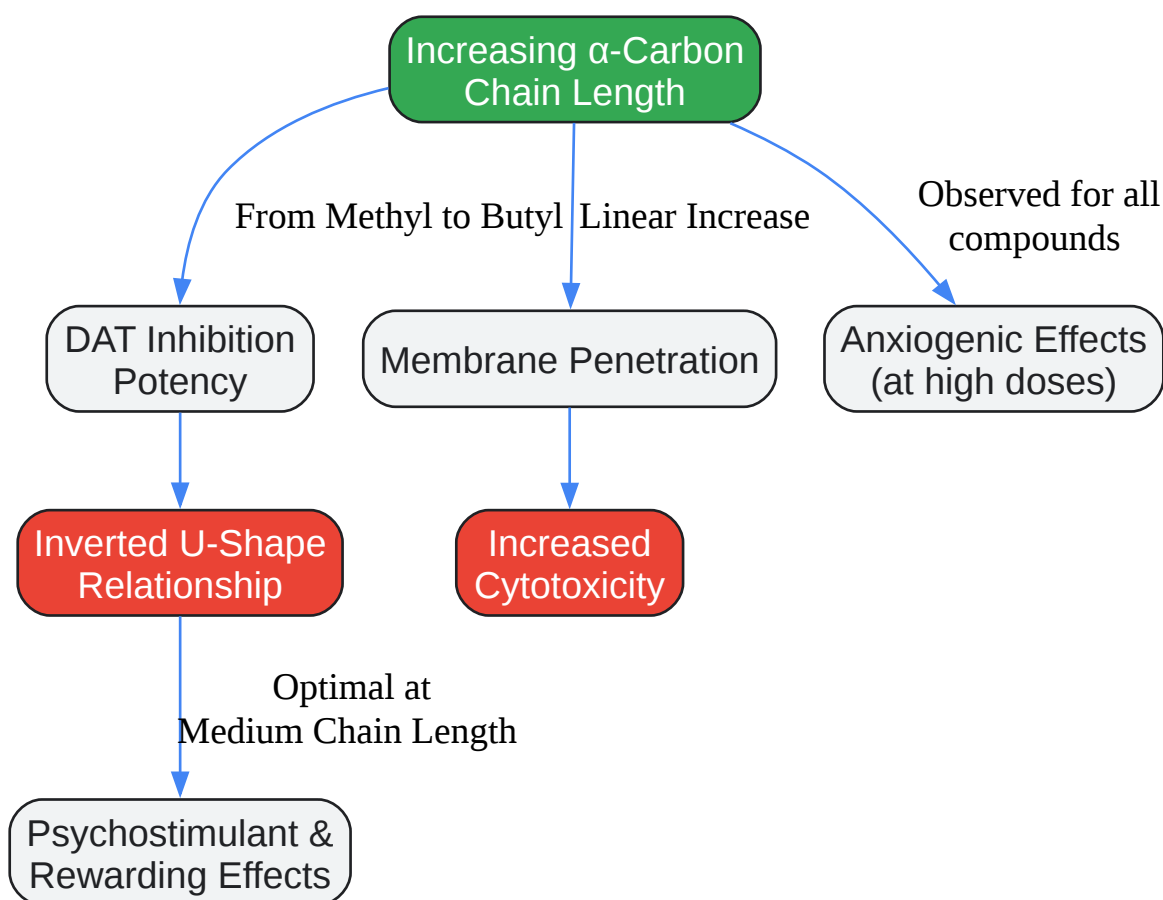 Increasing α-Carbon
Chain Length
From Methyl to Butyl
Linear Increase
Observed for all
compounds
DAT Inhibition
Potency
Membrane Penetration
Anxiogenic Effects
(at high doses)
Inverted U-Shape
Relationship
Increased
Cytotoxicity
Optimal at
Medium Chain Length
Psychostimulant &
Rewarding Effects